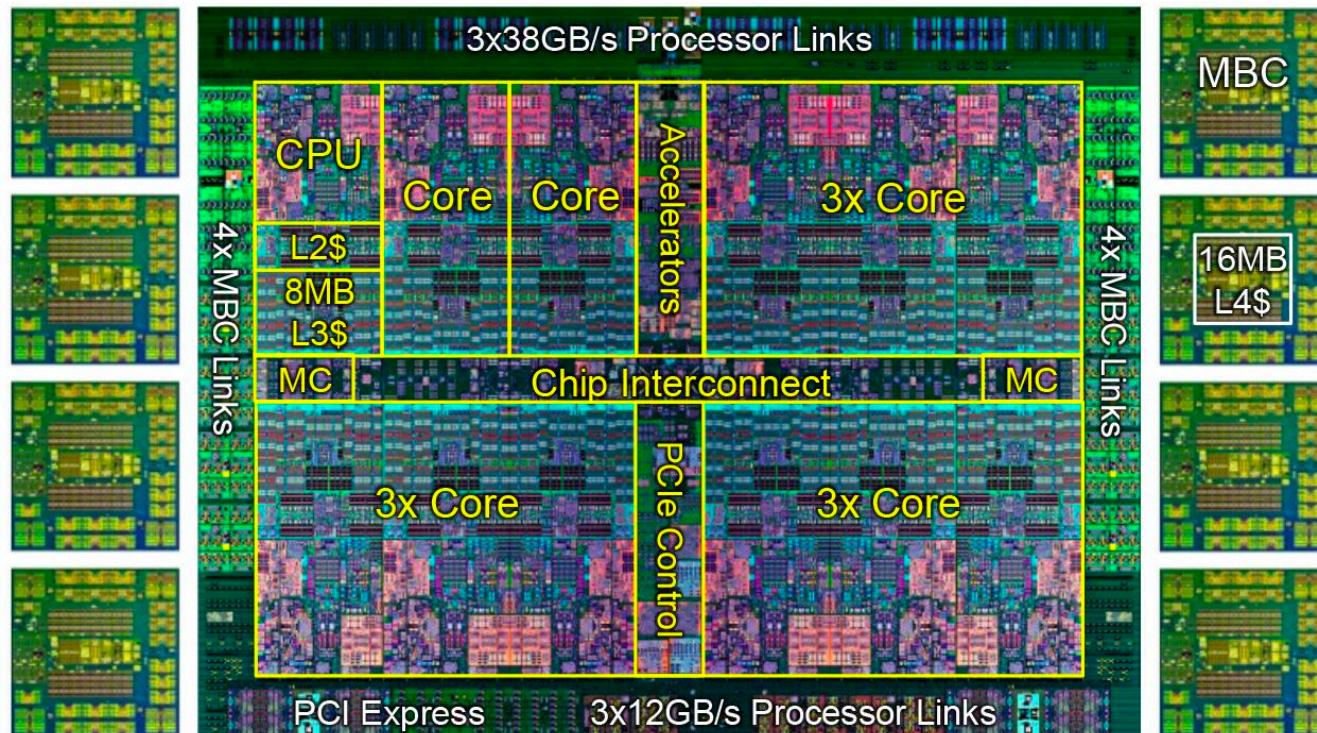 3x38GB/s Processor Links
MBC
CPU
Core
Core
Accelerators
3x Core
L2$
8MB
L3$
4x MBC Links
4x MBC Links
16MB
L4$
MC
Chip Interconnect
MC
3x Core
PCIe Control
3x Core
PCI Express
3x12GB/s Processor Links